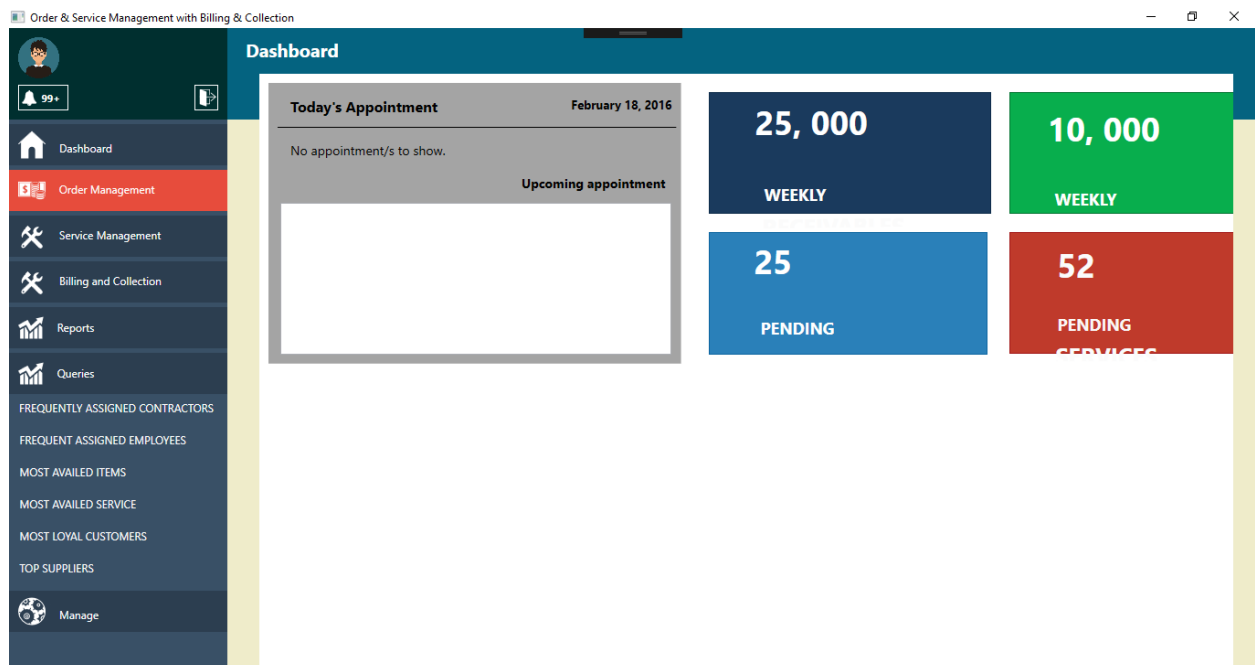 Order & Service Management with Billing & Collection
99+
Dashboard
Order Management
Service Management
Billing and Collection
Reports
Queries
FREQUENTLY ASSIGNED CONTRACTORS
FREQUENT ASSIGNED EMPLOYEES
MOST AVAILED ITEMS
MOST AVAILED SERVICE
MOST LOYAL CUSTOMERS
TOP SUPPLIERS
Manage
Dashboard
Today's Appointment
February 18, 2016
No appointment/s to show.
Upcoming appointment
25, 000
WEEKLY
10, 000
WEEKLY
25
PENDING
52
PENDING
SERVICES